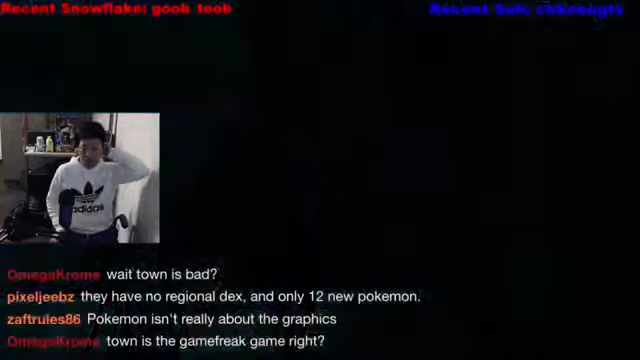 Recent Snowflake: goob_toob
Recent Sub: chknnugts
adidas
OmegaKrome wait town is bad?
pixeljeebz they have no regional dex, and only 12 new pokemon.
zaftrules86 Pokemon isn't really about the graphics
OmegaKrome town is the gamefreak game right?